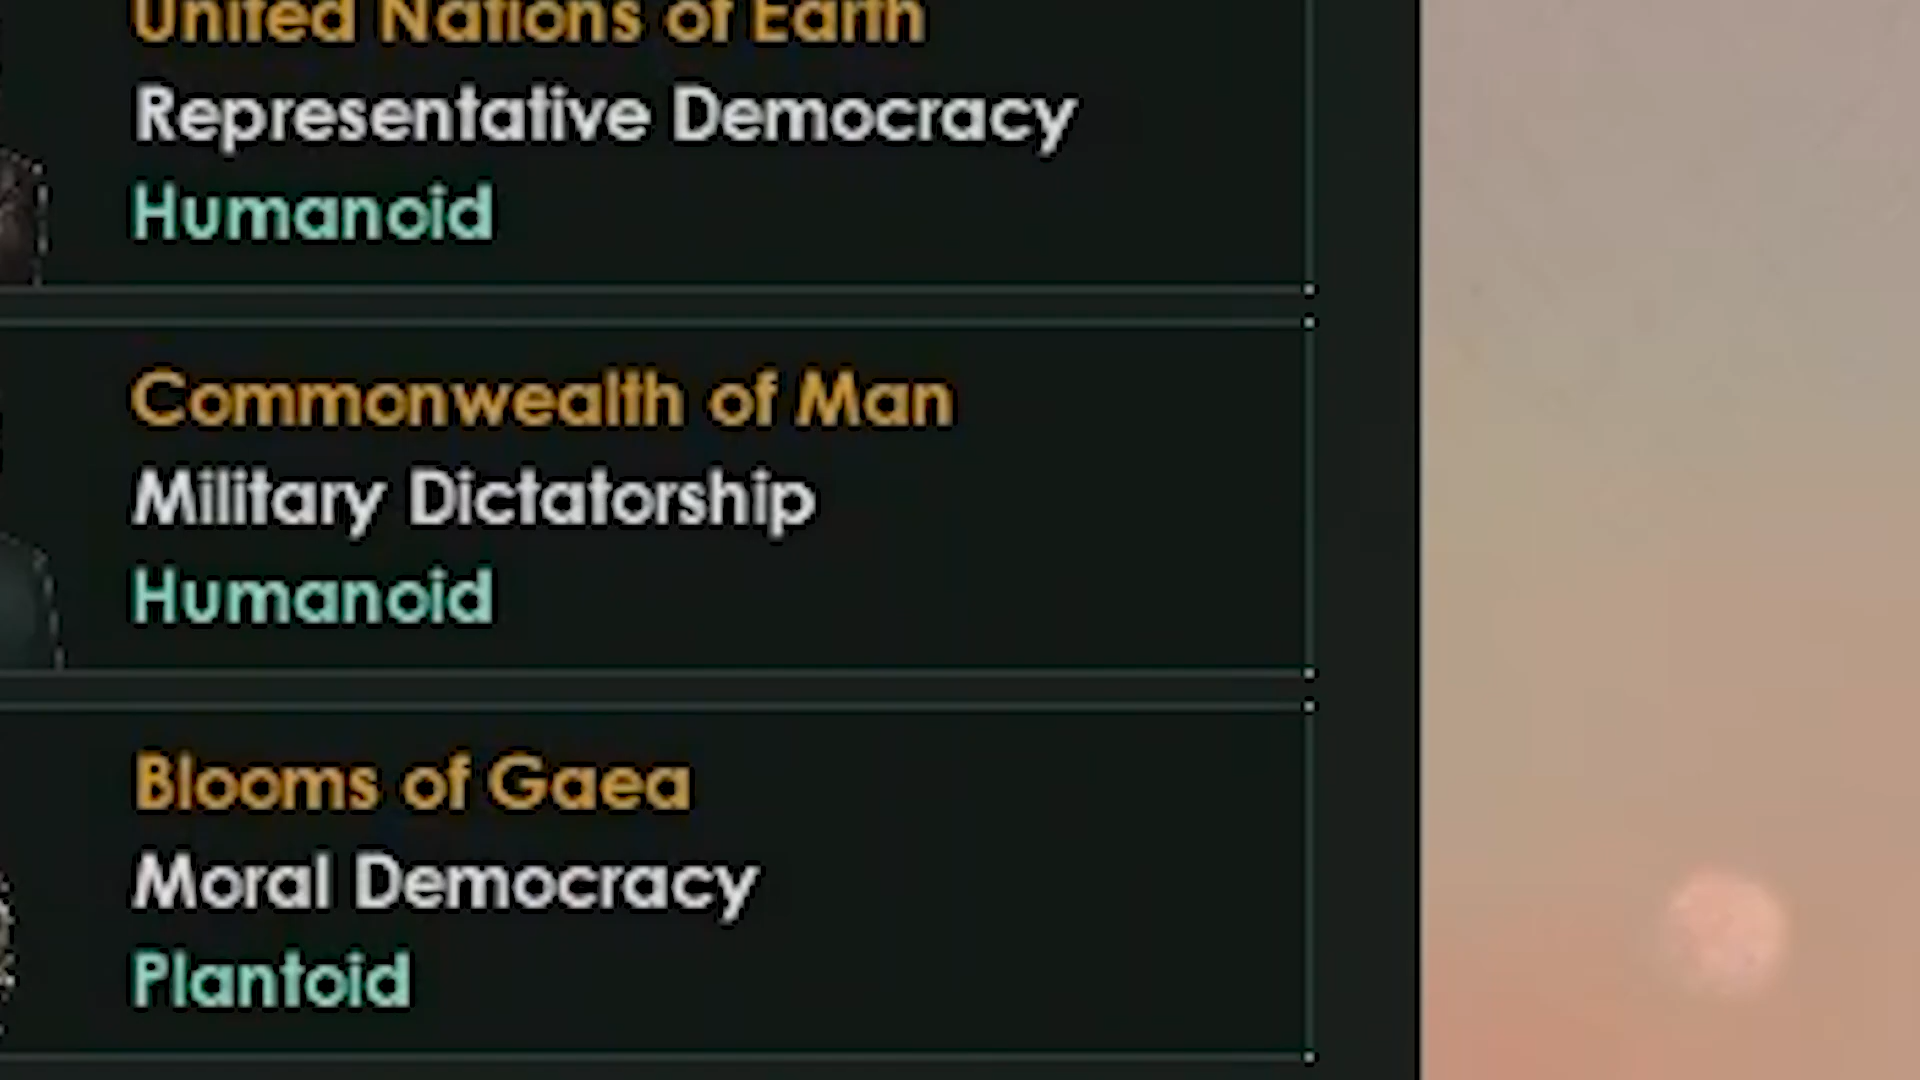 United Nations of Earth
Representative Democracy
Humanoid
Commonwealth of Man
Military Dictatorship
Humanoid
Blooms of Gaea
Moral Democracy
Plantoid